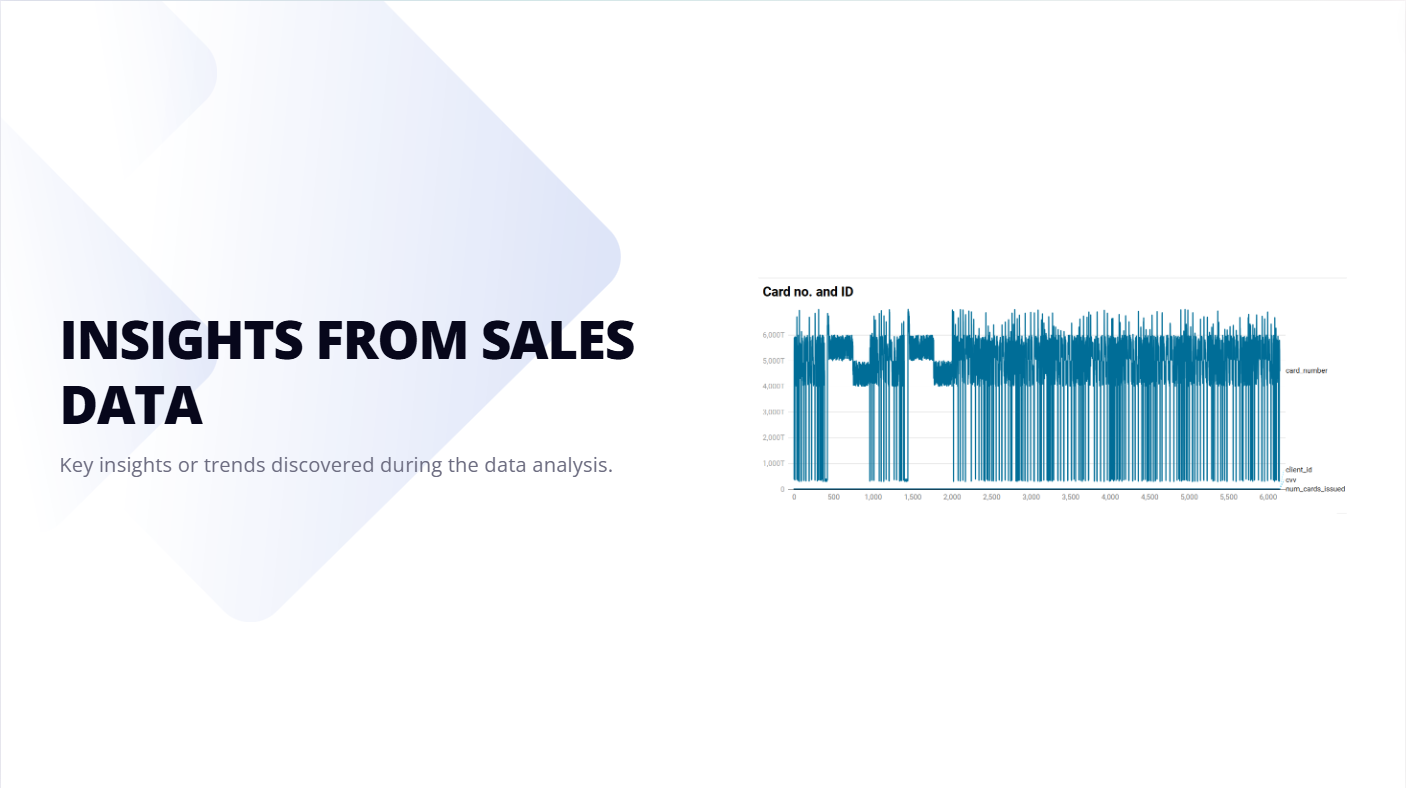 INSIGHTS FROM SALES
DATA
Key insights or trends discovered during the data analysis.
Card no. and ID
6,000T
5,000T
4,000T
3,000T
2,000T
1,000T
0
card_number
client_id
cvv
num_cards_issued
0 500 1,000 1,500 2,000 2,500 3,000 3,500 4,000 4,500 5,000 5,500 6,000